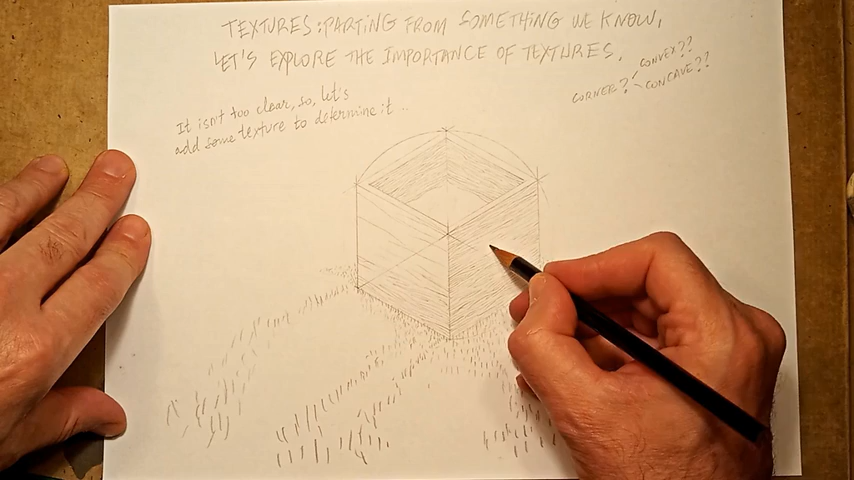 TEXTURES: PARTING FROM SOMETHING WE KNOW,
LET'S EXPLORE THE IMPORTANCE OF TEXTURES.
CORNER? CONVEX??
CONCAVE??
It isn't too clear, so, let's
add some texture to determine it ..